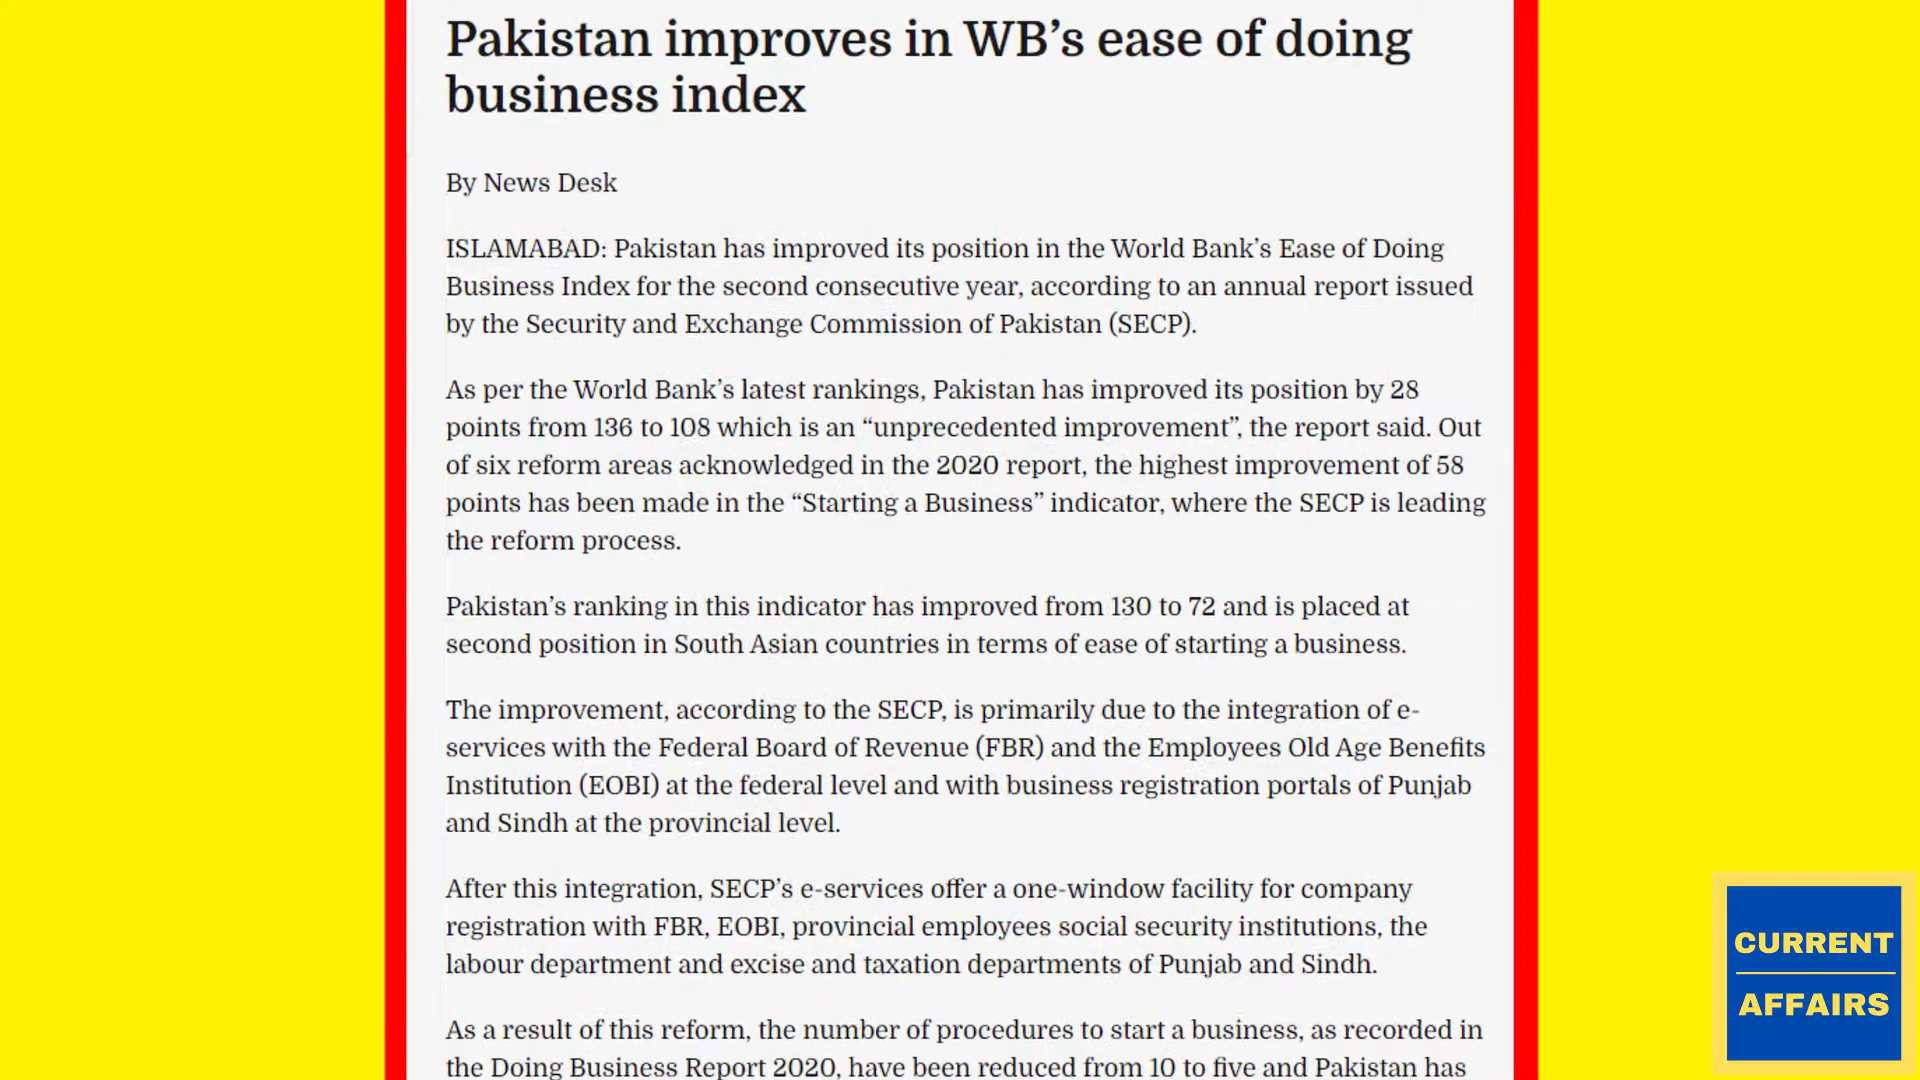 Pakistan improves in WB’s ease of doing
business index
By News Desk
ISLAMABAD: Pakistan has improved its position in the World Bank’s Ease of Doing
Business Index for the second consecutive year, according to an annual report issued
by the Security and Exchange Commission of Pakistan (SECP).
As per the World Bank’s latest rankings, Pakistan has improved its position by 28
points from 136 to 108 which is an “unprecedented improvement”, the report said. Out
of six reform areas acknowledged in the 2020 report, the highest improvement of 58
points has been made in the “Starting a Business” indicator, where the SECP is leading
the reform process.
Pakistan’s ranking in this indicator has improved from 130 to 72 and is placed at
second position in South Asian countries in terms of ease of starting a business.
The improvement, according to the SECP, is primarily due to the integration of e-
services with the Federal Board of Revenue (FBR) and the Employees Old Age Benefits
Institution (EOBI) at the federal level and with business registration portals of Punjab
and Sindh at the provincial level.
After this integration, SECP’s e-services offer a one-window facility for company
registration with FBR, EOBI, provincial employees social security institutions, the
labour department and excise and taxation departments of Punjab and Sindh.
As a result of this reform, the number of procedures to start a business, as recorded in
the Doing Business Report 2020, have been reduced from 10 to five and Pakistan has
CURRENT
AFFAIRS